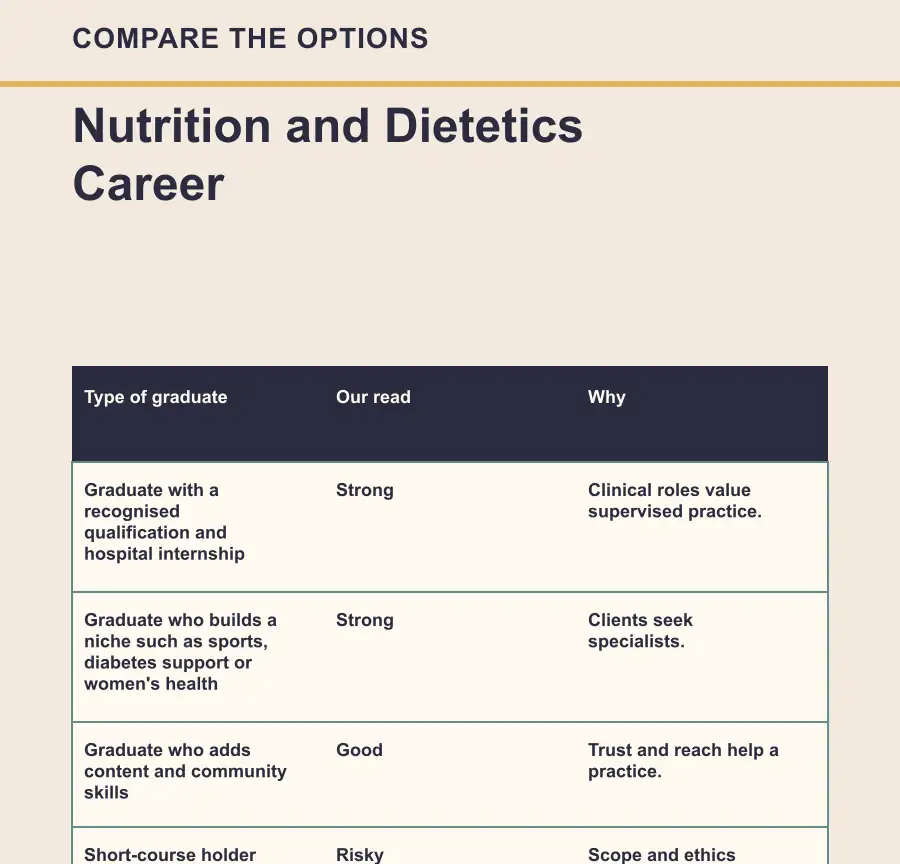 COMPARE THE OPTIONS
Nutrition and Dietetics
Career
Type of graduate
Our read
Why
Graduate with a
recognised
qualification and
hospital internship
Strong
Clinical roles value
supervised practice.
Graduate who builds a
niche such as sports,
diabetes support or
women's health
Strong
Clients seek
specialists.
Graduate who adds
content and community
skills
Good
Trust and reach help a
practice.
Short-course holder
Risky
Scope and ethics